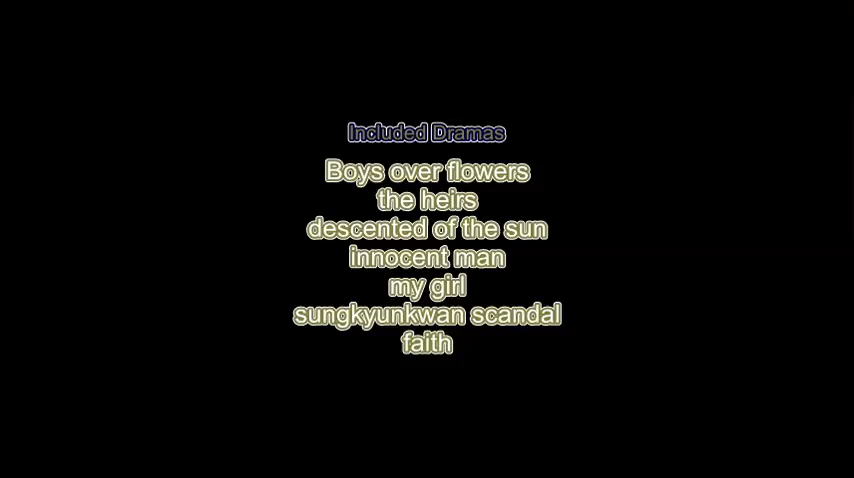 Included Dramas
Boys over flowers
the heirs
descented of the sun
innocent man
my girl
sungkyunkwan scandal
faith